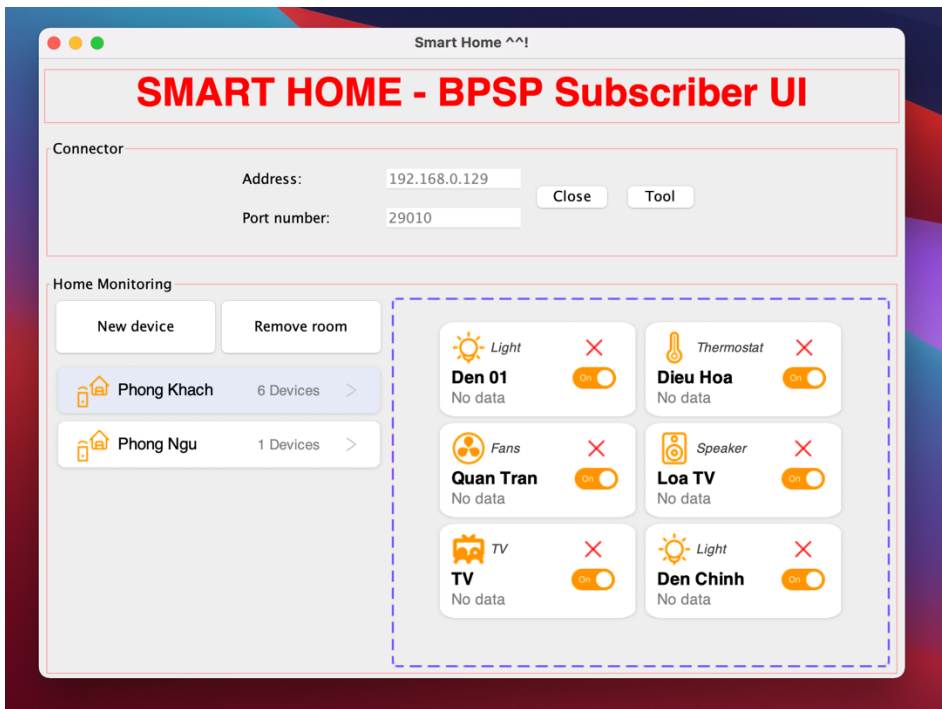 Smart Home ^^!
SMART HOME - BPSP Subscriber UI
Connector
Address: 192.168.0.129
Close Tool
Port number: 29010
Home Monitoring
New device Remove room
Phong Khach 6 Devices >
Phong Ngu 1 Devices >
Light
Den 01 On
No data
Thermostat
Dieu Hoa On
No data
Fans
Quan Tran On
No data
Speaker
Loa TV On
No data
TV
TV On
No data
Light
Den Chinh On
No data